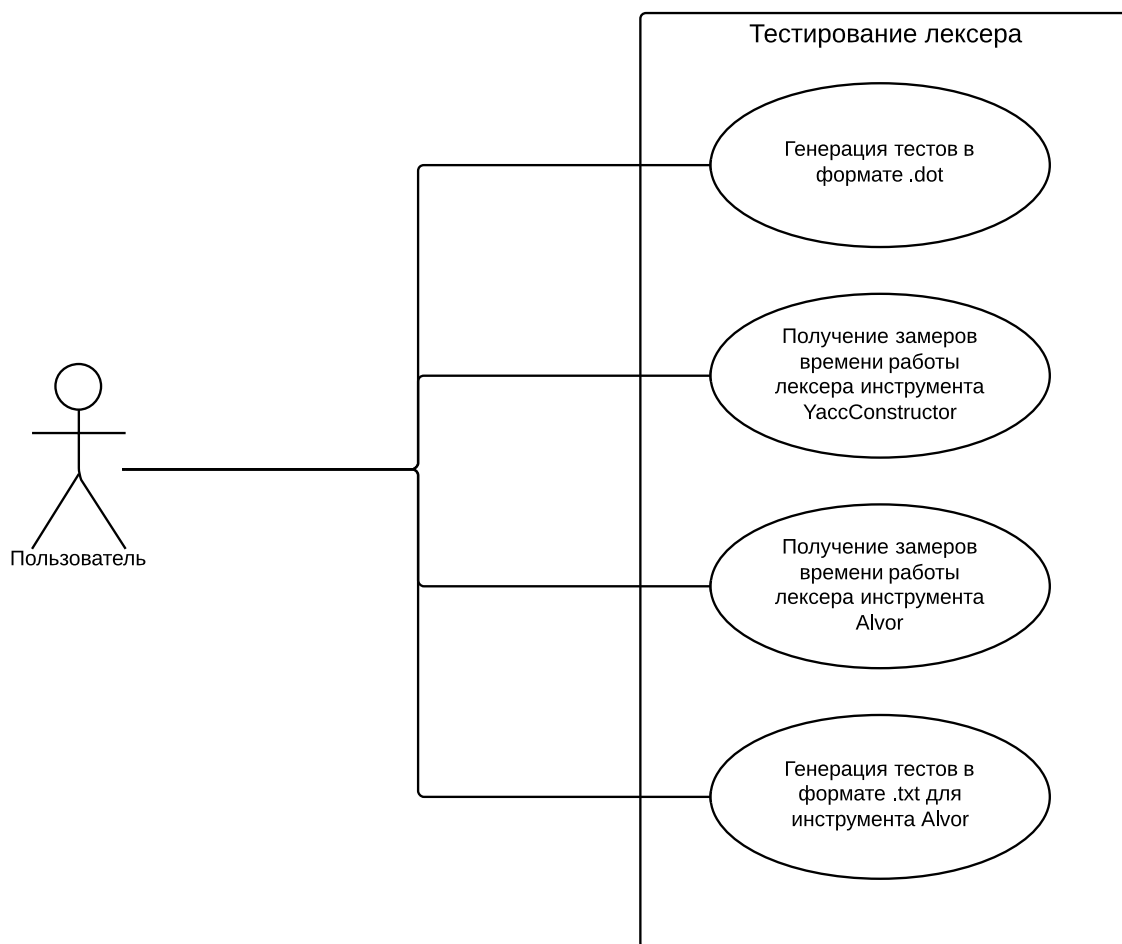 Тестирование лексера
Генерация тестов в
формате .dot
Получение замеров
времени работы
лексера инструмента
YaccConstructor
Пользователь
Получение замеров
времени работы
лексера инструмента
Alvor
Генерация тестов в
формате .txt для
инструмента Alvor